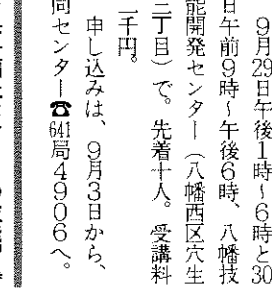 ９月29日午後１時～６時と30
日午前９時～午後６時、八幡技
能開発センター（八幡西区穴生
三丁目）で。先着十人。受講料
二千円。
申し込みは、９月３日から、
同センター☎641局４９０６へ。